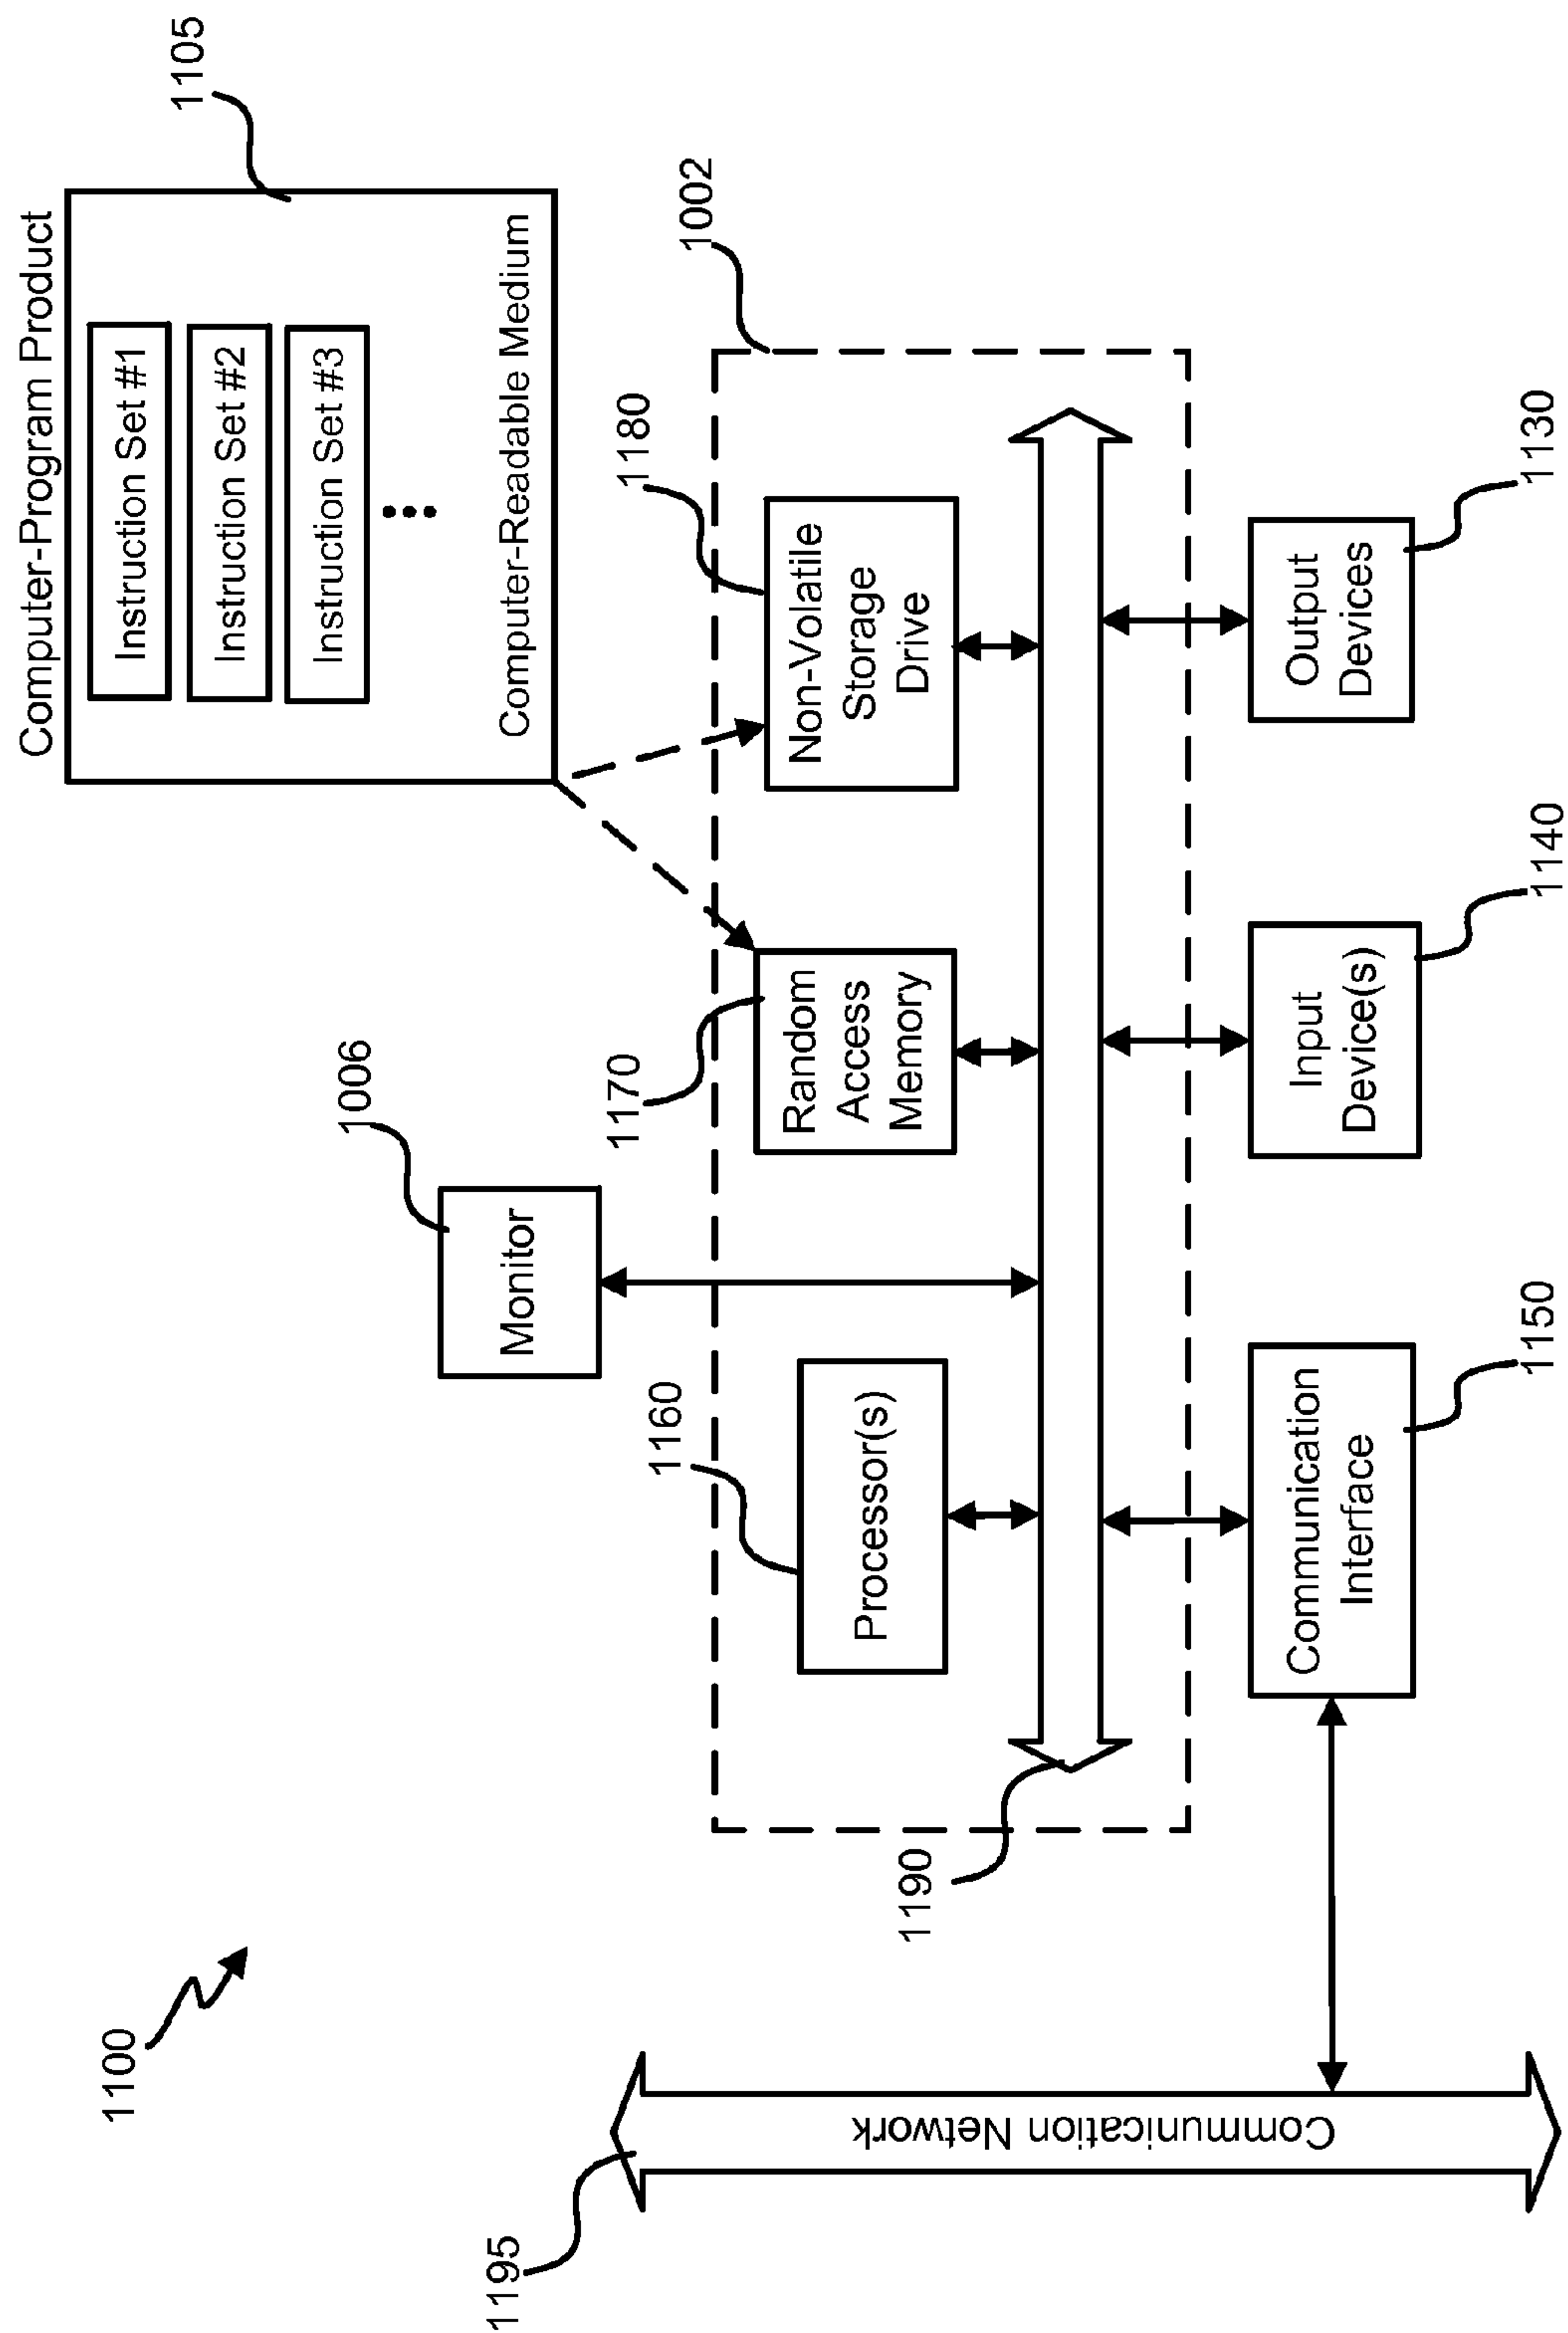 1100
Computer-Program Product
1105
Instruction Set #1
Instruction Set #2
Instruction Set #3
Computer-Readable Medium
1006
Monitor
1002
1160
1170
1180
Processor(s)
Random
Access
Memory
Non-Volatile
Storage
Drive
1190
1195
Communication Network
Communication
Interface
1150
Input
Device(s)
1140
Output
Devices
1130